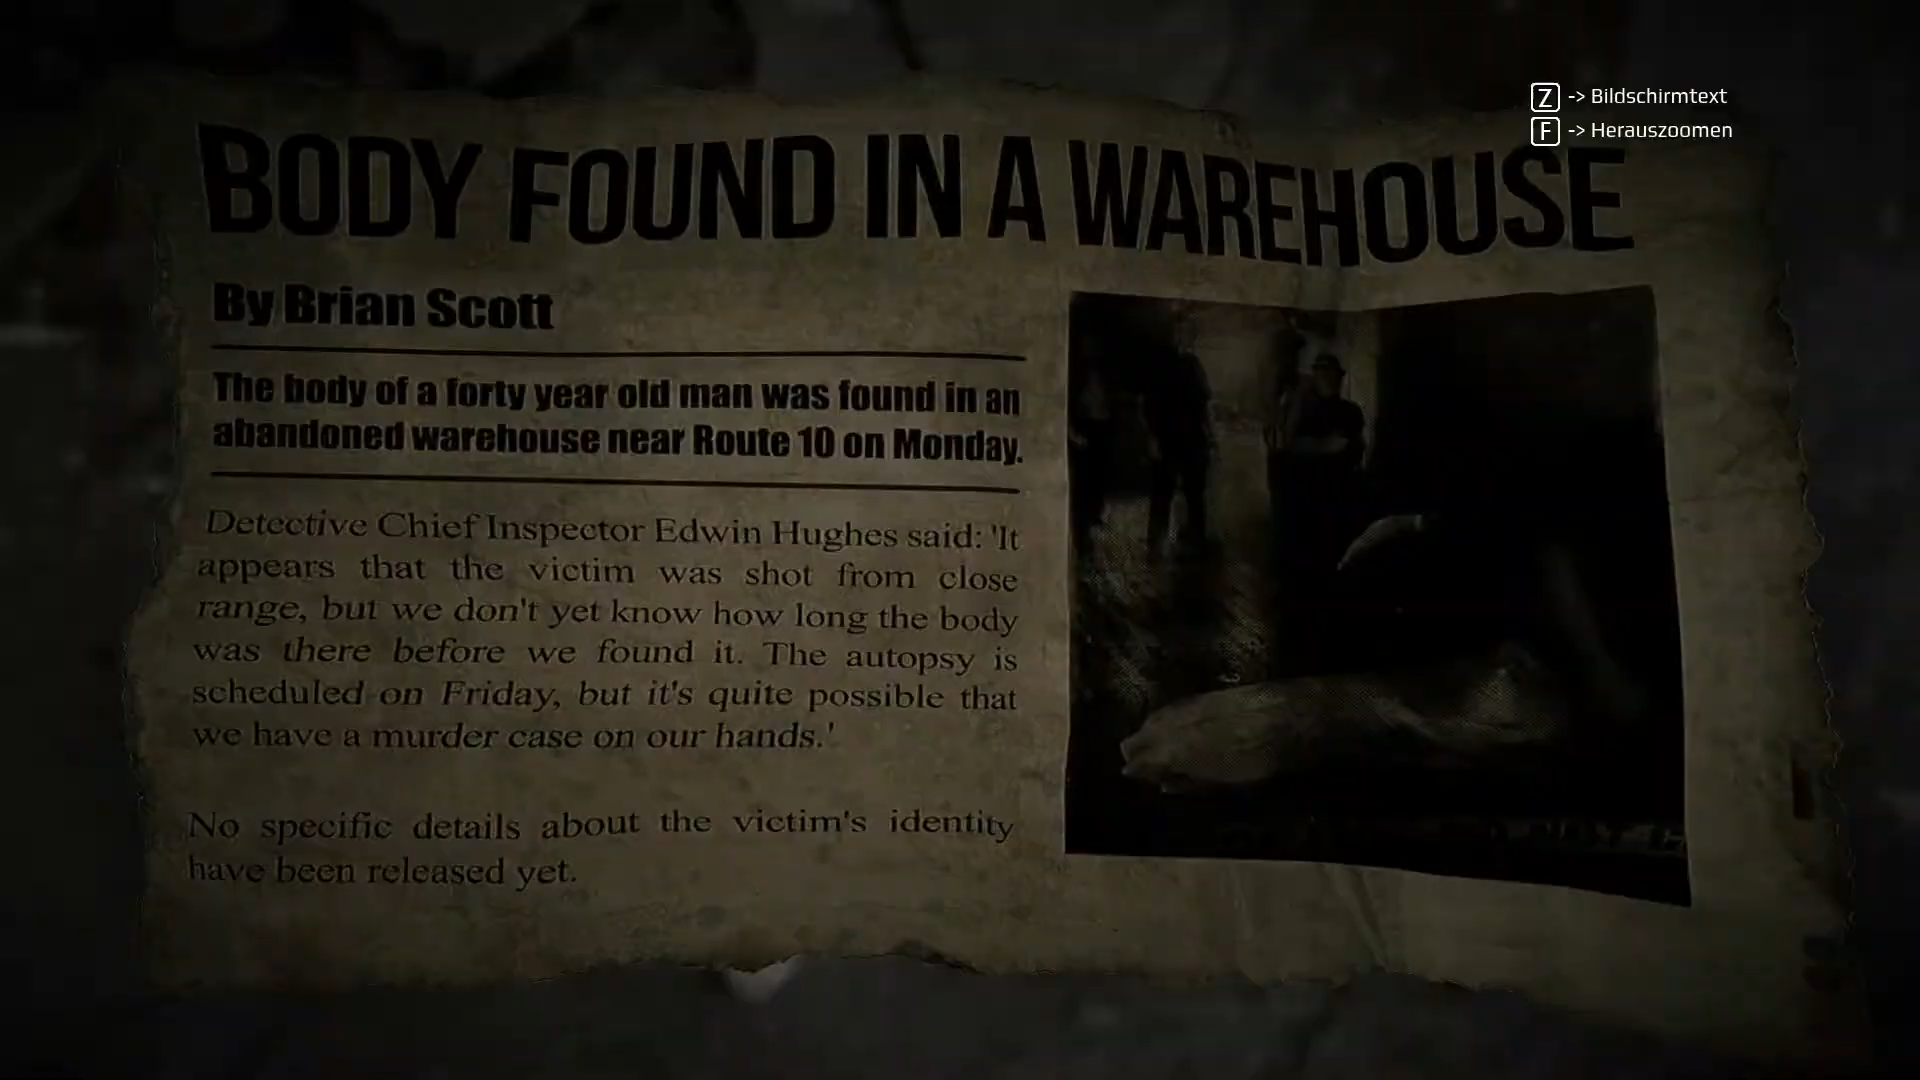 Z -> Bildschirmtext
F -> Herauszoomen
BODY FOUND IN A WAREHOUSE
By Brian Scott
The body of a forty year old man was found in an
abandoned warehouse near Route 10 on Monday.
Detective Chief Inspector Edwin Hughes said: 'It
appears that the victim was shot from close
range, but we don't yet know how long the body
was there before we found it. The autopsy is
scheduled on Friday, but it's quite possible that
we have a murder case on our hands.'
No specific details about the victim's identity
have been released yet.